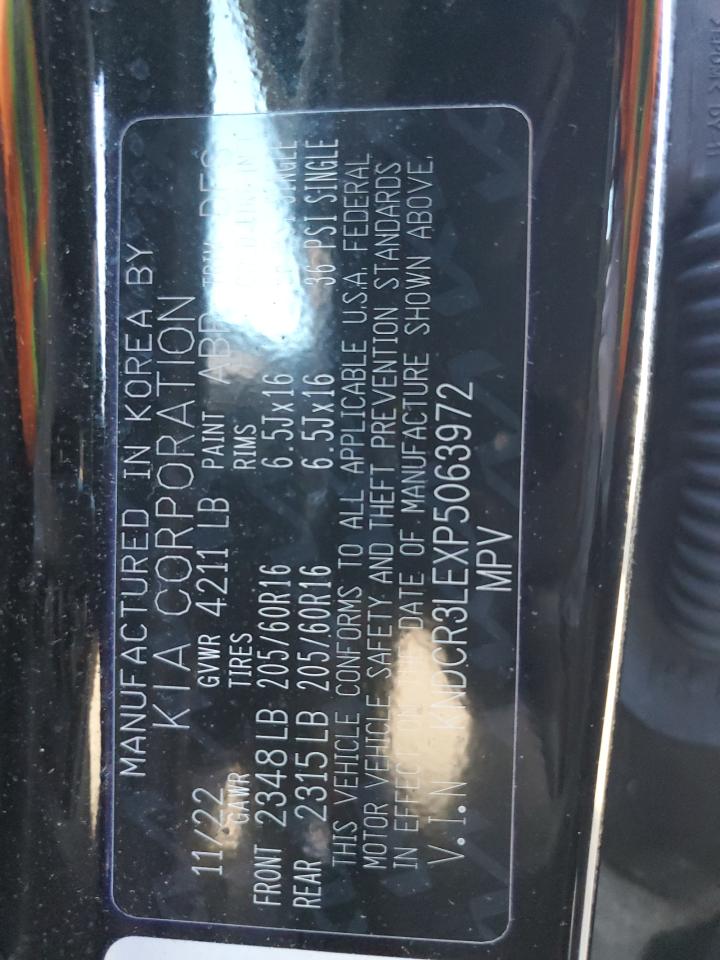 MANUFACTURED IN KOREA BY
KIA CORPORATION
11/22 GVWR 4211 LB PAINT ABP
GAWR TIRES RIMS
FRONT 2348 LB 205/60R16 6.5Jx16 SINGLE
REAR 2315 LB 205/60R16 6.5Jx16 36 PSI SINGLE
THIS VEHICLE CONFORMS TO ALL APPLICABLE U.S.A. FEDERAL
MOTOR VEHICLE SAFETY AND THEFT PREVENTION STANDARDS
IN EFFECT ON THE DATE OF MANUFACTURE SHOWN ABOVE.
V.I.N KNDCR3LEXP5063972
MPV